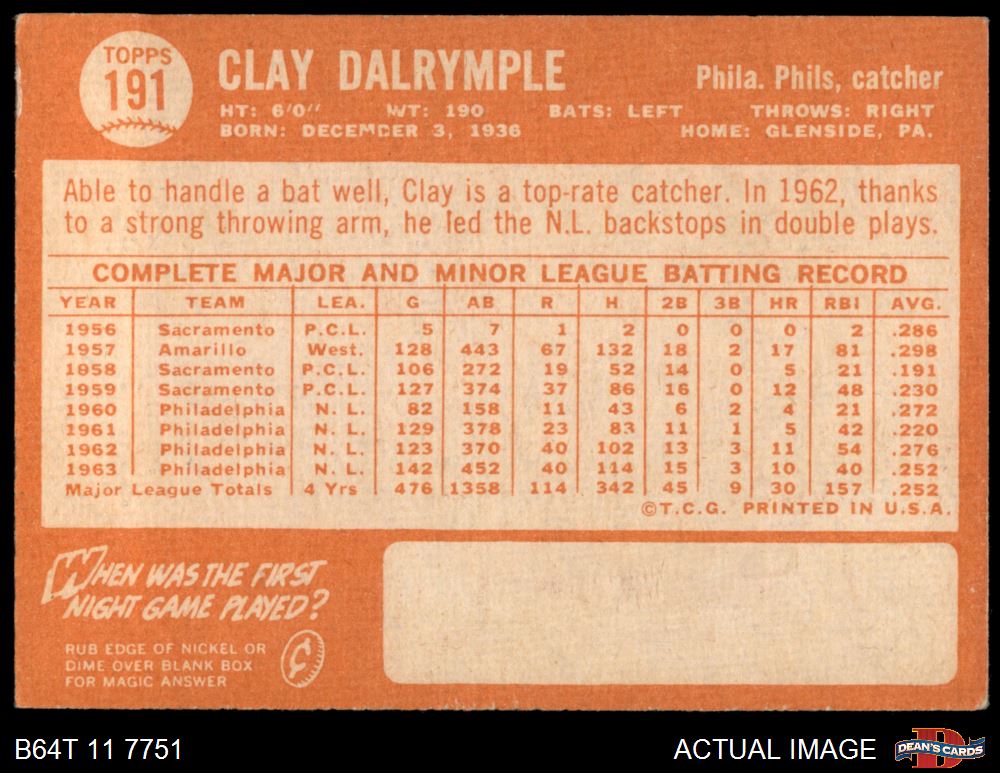 TOPPS
191
CLAY DALRYMPLE
Phila. Phils, catcher
HT: 6'0" WT: 190 BATS: LEFT THROWS: RIGHT
BORN: DECEMBER 3, 1936 HOME: GLENSIDE, PA.
Able to handle a bat well, Clay is a top-rate catcher. In 1962, thanks
to a strong throwing arm, he led the N.L. backstops in double plays.
COMPLETE MAJOR AND MINOR LEAGUE BATTING RECORD
YEAR TEAM LEA. G AB R H 2B 3B HR RBI AVG.
1956 Sacramento P.C.L. 5 7 1 2 0 0 0 2 .286
1957 Amarillo West. 128 443 67 132 18 2 17 81 .298
1958 Sacramento P.C.L. 106 272 19 52 14 0 5 21 .191
1959 Sacramento P.C.L. 127 374 37 86 16 0 12 48 .230
1960 Philadelphia N. L. 82 158 11 43 6 2 4 21 .272
1961 Philadelphia N. L. 129 378 23 83 11 1 5 42 .220
1962 Philadelphia N. L. 123 370 40 102 13 3 11 54 .276
1963 Philadelphia N. L. 142 452 40 114 15 3 10 40 .252
Major League Totals 4 Yrs 476 1358 114 342 45 9 30 157 .252
©T.C.G. PRINTED IN U.S.A.
WHEN WAS THE FIRST
NIGHT GAME PLAYED?
RUB EDGE OF NICKEL OR
DIME OVER BLANK BOX
FOR MAGIC ANSWER
¢
B64T 11 7751
ACTUAL IMAGE
D
DEAN'S CARDS